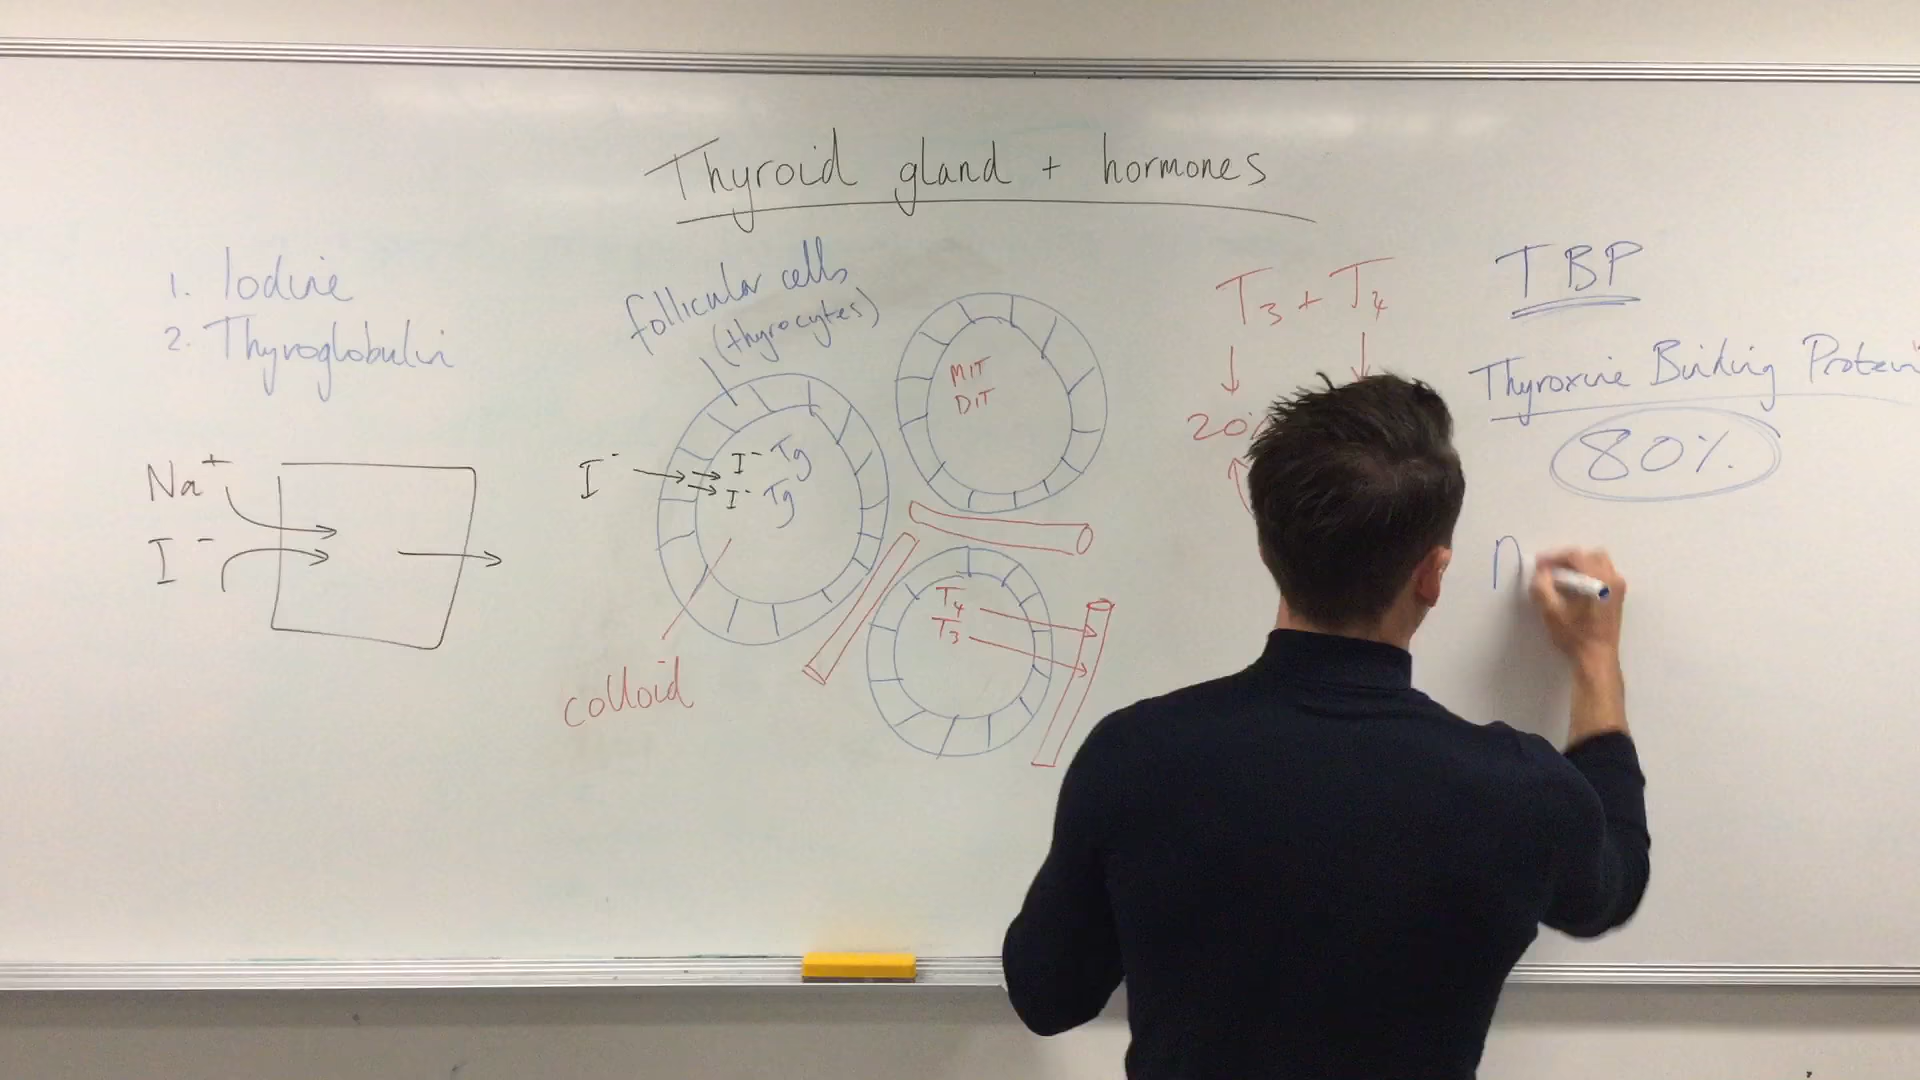 Thyroid gland + hormones
1. Iodine
2. Thyroglobulin
Na+
I-
follicular cells
(thyrocytes)
I-
I- Tg
I- Tg
colloid
MIT
DIT
T4
T3
T3 + T4
TBP
Thyroxine Binding Protein
80%